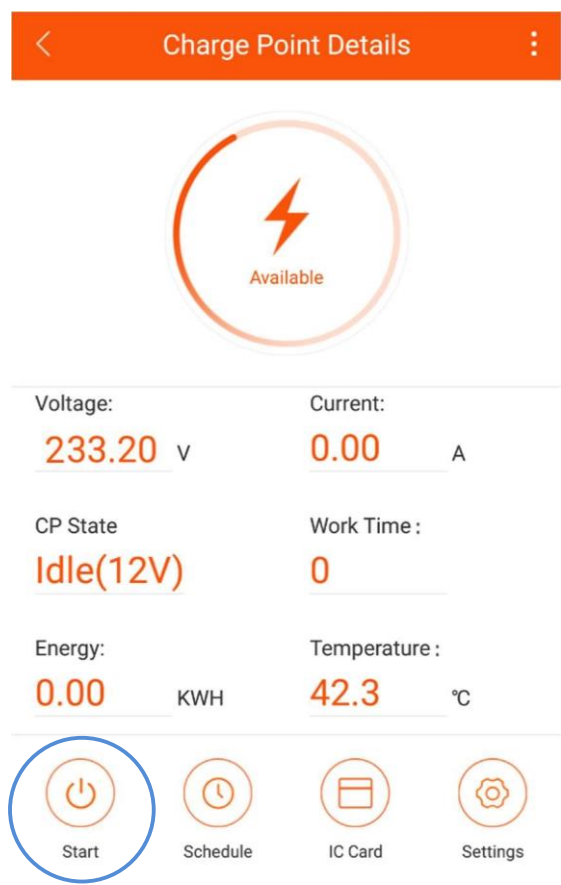 Charge Point Details
Available
Voltage: Current:
233.20 V 0.00 A
CP State Work Time :
Idle(12V) 0
Energy: Temperature :
0.00 KWH 42.3 ℃
Start Schedule IC Card Settings